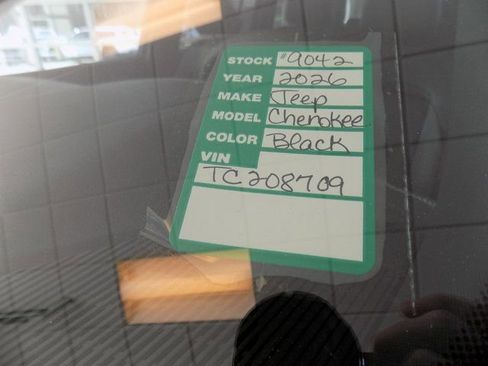 STOCK #9042
YEAR 2026
MAKE Jeep
MODEL Cherokee
COLOR Black
VIN
TC208709